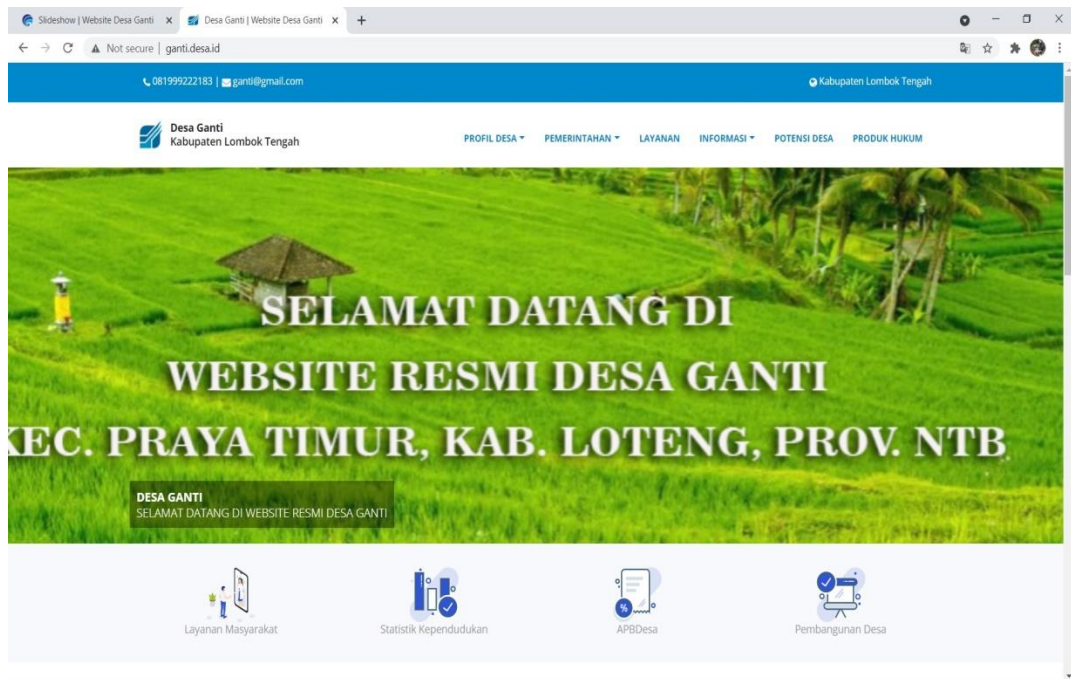 Slideshow | Website Desa Ganti
Desa Ganti | Website Desa Ganti
Not secure | ganti.desa.id
081999222183 | ganti@gmail.com
Kabupaten Lombok Tengah
Desa Ganti
Kabupaten Lombok Tengah
PROFIL DESA PEMERINTAHAN LAYANAN INFORMASI POTENSI DESA PRODUK HUKUM
SELAMAT DATANG DI
WEBSITE RESMI DESA GANTI
KEC. PRAYA TIMUR, KAB. LOTENG, PROV. NTB
DESA GANTI
SELAMAT DATANG DI WEBSITE RESMI DESA GANTI
Layanan Masyarakat
Statistik Kependudukan
APBDesa
Pembangunan Desa